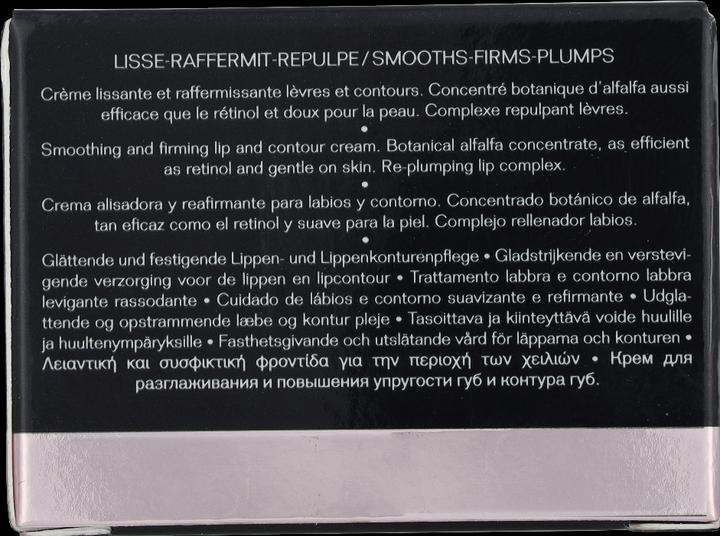 LISSE-RAFFERMIT-REPULPE / SMOOTHS-FIRMS-PLUMPS
Crème lissante et raffermissante lèvres et contours. Concentré botanique d'alfalfa aussi
efficace que le rétinol et doux pour la peau. Complexe repulpant lèvres.
•
Smoothing and firming lip and contour cream. Botanical alfalfa concentrate, as efficient
as retinol and gentle on skin. Re-plumping lip complex.
•
Crema alisadora y reafirmante para labios y contorno. Concentrado botánico de alfalfa,
tan eficaz como el retinol y suave para la piel. Complejo rellenador labios.
•
Glättende und festigende Lippen- und Lippenkonturenpflege • Gladstrijkende en verstevi-
gende verzorging voor de lippen en lipcontour • Trattamento labbra e contorno labbra
levigante rassodante • Cuidado de lábios e contorno suavizante e refirmante • Udgla-
ttende og opstrammende læbe og kontur pleje • Tasoittava ja kiinteyttävä voide huulille
ja huultenympäryksille • Fasthetsgivande och utslätande vård för läpparna och konturen •
Λειαντική και συσφικτική φροντίδα για την περιοχή των χειλιών • Крем для
разглаживания и повышения упругости губ и контура губ.